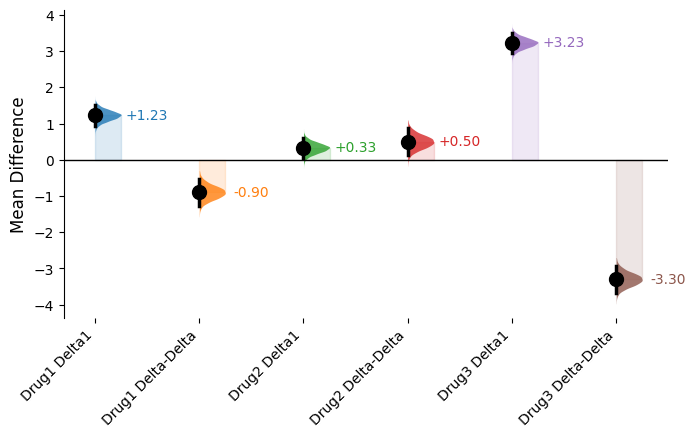 Mean Difference
4
3
2
1
0
−1
−2
−3
−4
+1.23
-0.90
+0.33
+0.50
+3.23
-3.30
Drug1 Delta1
Drug1 Delta-Delta
Drug2 Delta1
Drug2 Delta-Delta
Drug3 Delta1
Drug3 Delta-Delta